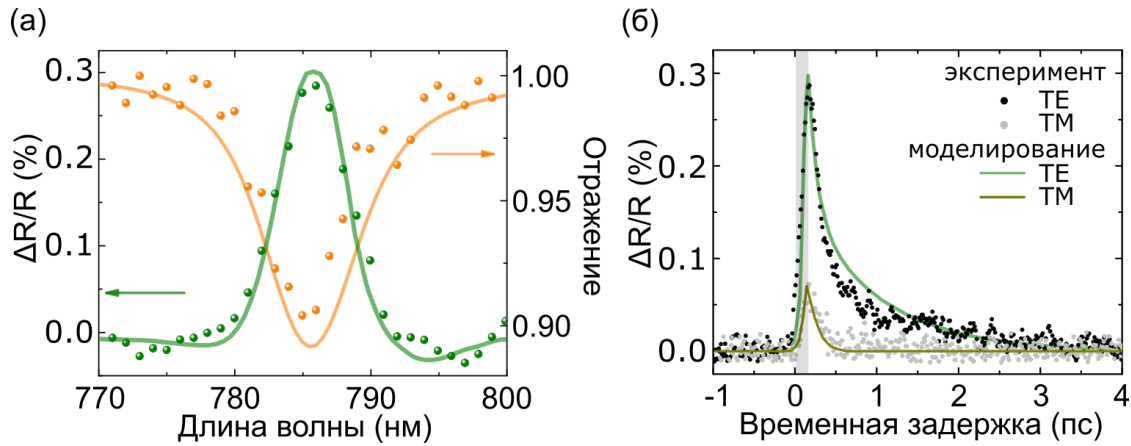 (а)
ΔR/R (%)
0.3
0.2
0.1
0.0
770 780 790 800
Длина волны (нм)
1.00
0.95
0.90
Отражение
(б)
ΔR/R (%)
0.3
0.2
0.1
0.0
-1 0 1 2 3 4
Временная задержка (пс)
эксперимент
TE
TM
моделирование
TE
TM